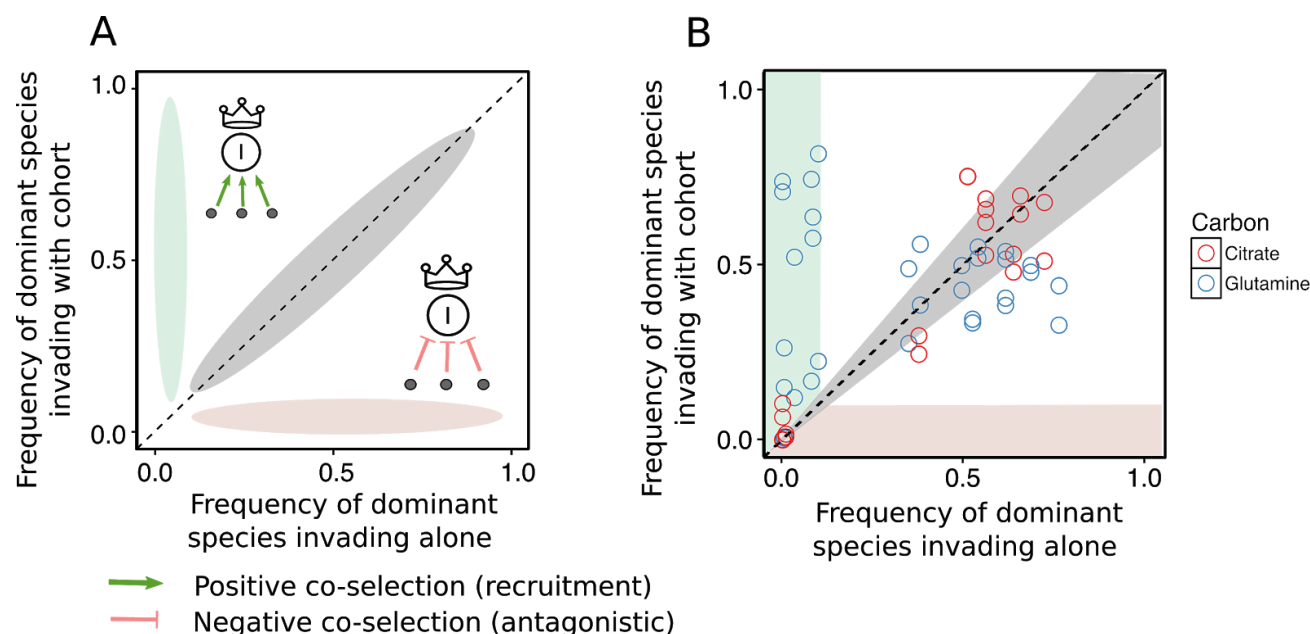 A
Frequency of dominant species
invading with cohort
1.0
0.5
0.0
I
I
0.0
0.5
1.0
Frequency of dominant
species invading alone
Positive co-selection (recruitment)
Negative co-selection (antagonistic)
B
Frequency of dominant species
invading with cohort
1.0
0.5
0.0
0.0
0.5
1.0
Frequency of dominant
species invading alone
Carbon
Citrate
Glutamine